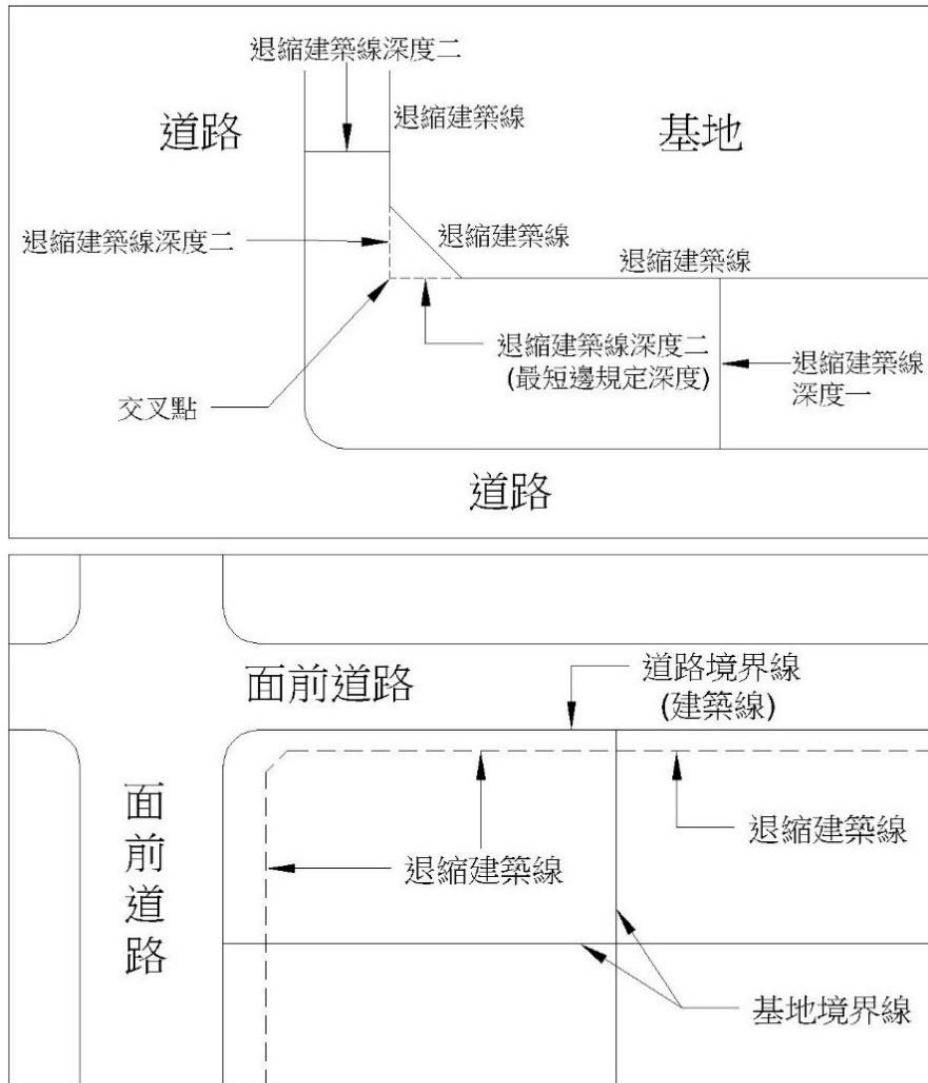 退縮建築線深度二
退縮建築線
道路
基地
退縮建築線深度二
退縮建築線
退縮建築線
退縮建築線深度二
(最短邊規定深度)
退縮建築線
深度一
交叉點
道路
面前道路
道路境界線
(建築線)
面前道路
退縮建築線
退縮建築線
基地境界線